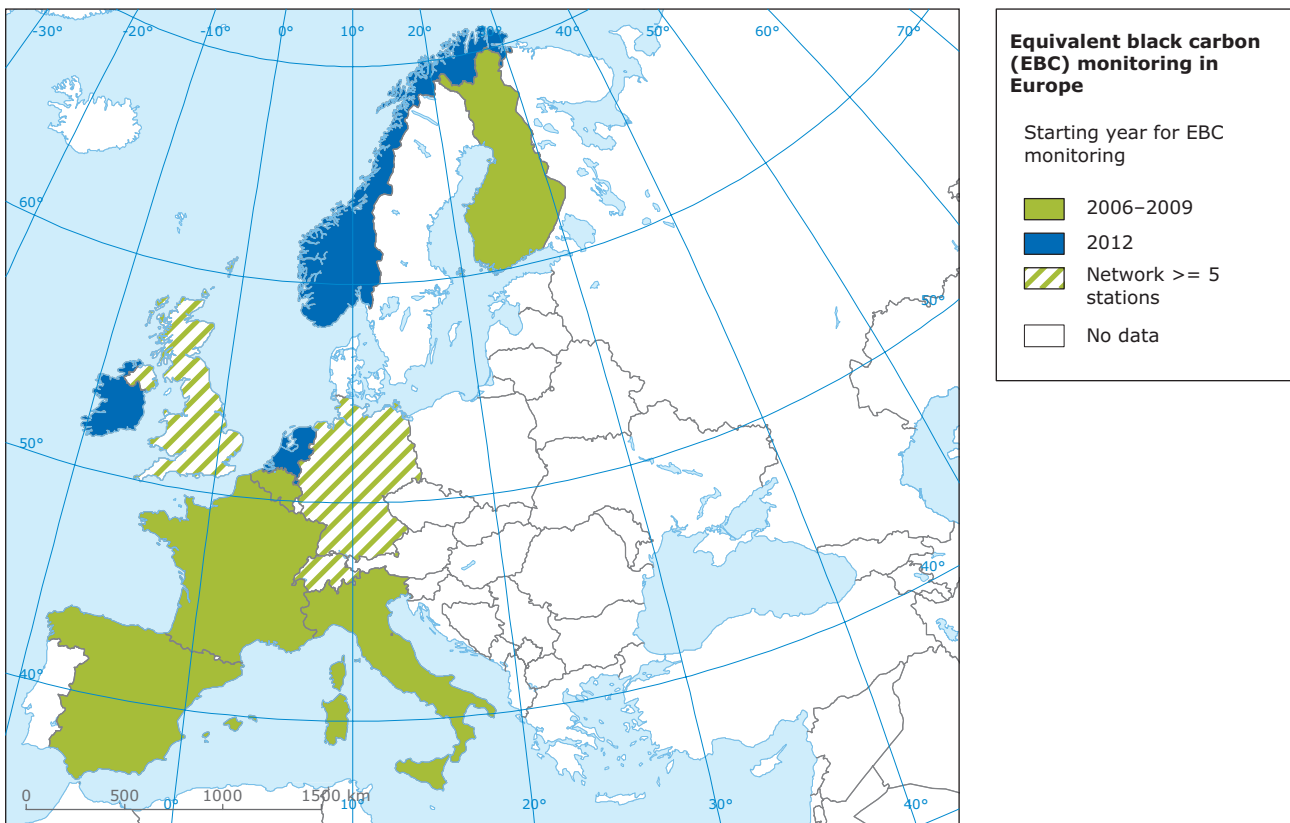 -30° -20° -10° 0° 10° 20° 30° 40° 50° 60° 70°
60°
50°
50°
40°
40°
0 500 1000 1500 km
0° 10° 20° 30° 40°
Equivalent black carbon
(EBC) monitoring in
Europe
Starting year for EBC
monitoring
2006–2009
2012
Network >= 5
stations
No data